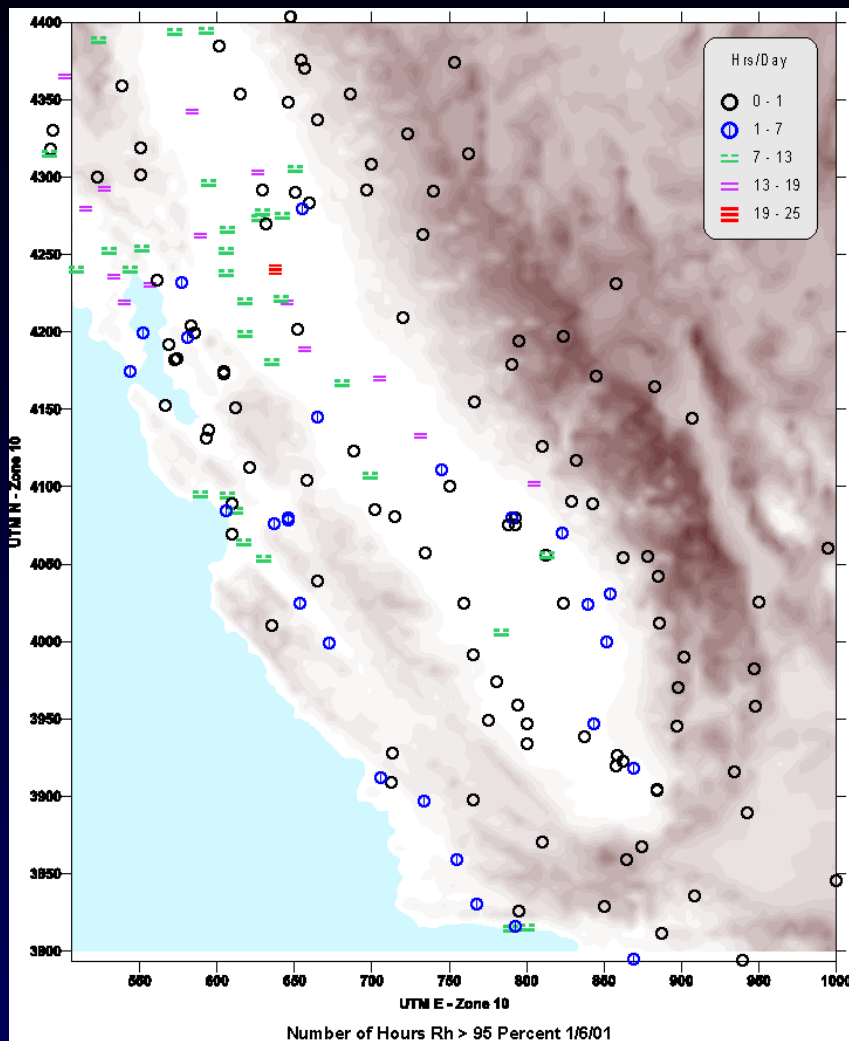 4400
4350
4300
4250
4200
4150
4100
4050
4000
3950
3900
3850
3800
UTM N - Zone 10
Hrs/Day
0 - 1
1 - 7
7 - 13
13 - 19
19 - 25
550 600 650 700 750 800 850 900 950 1000
UTM E - Zone 10
Number of Hours Rh > 95 Percent 1/6/01